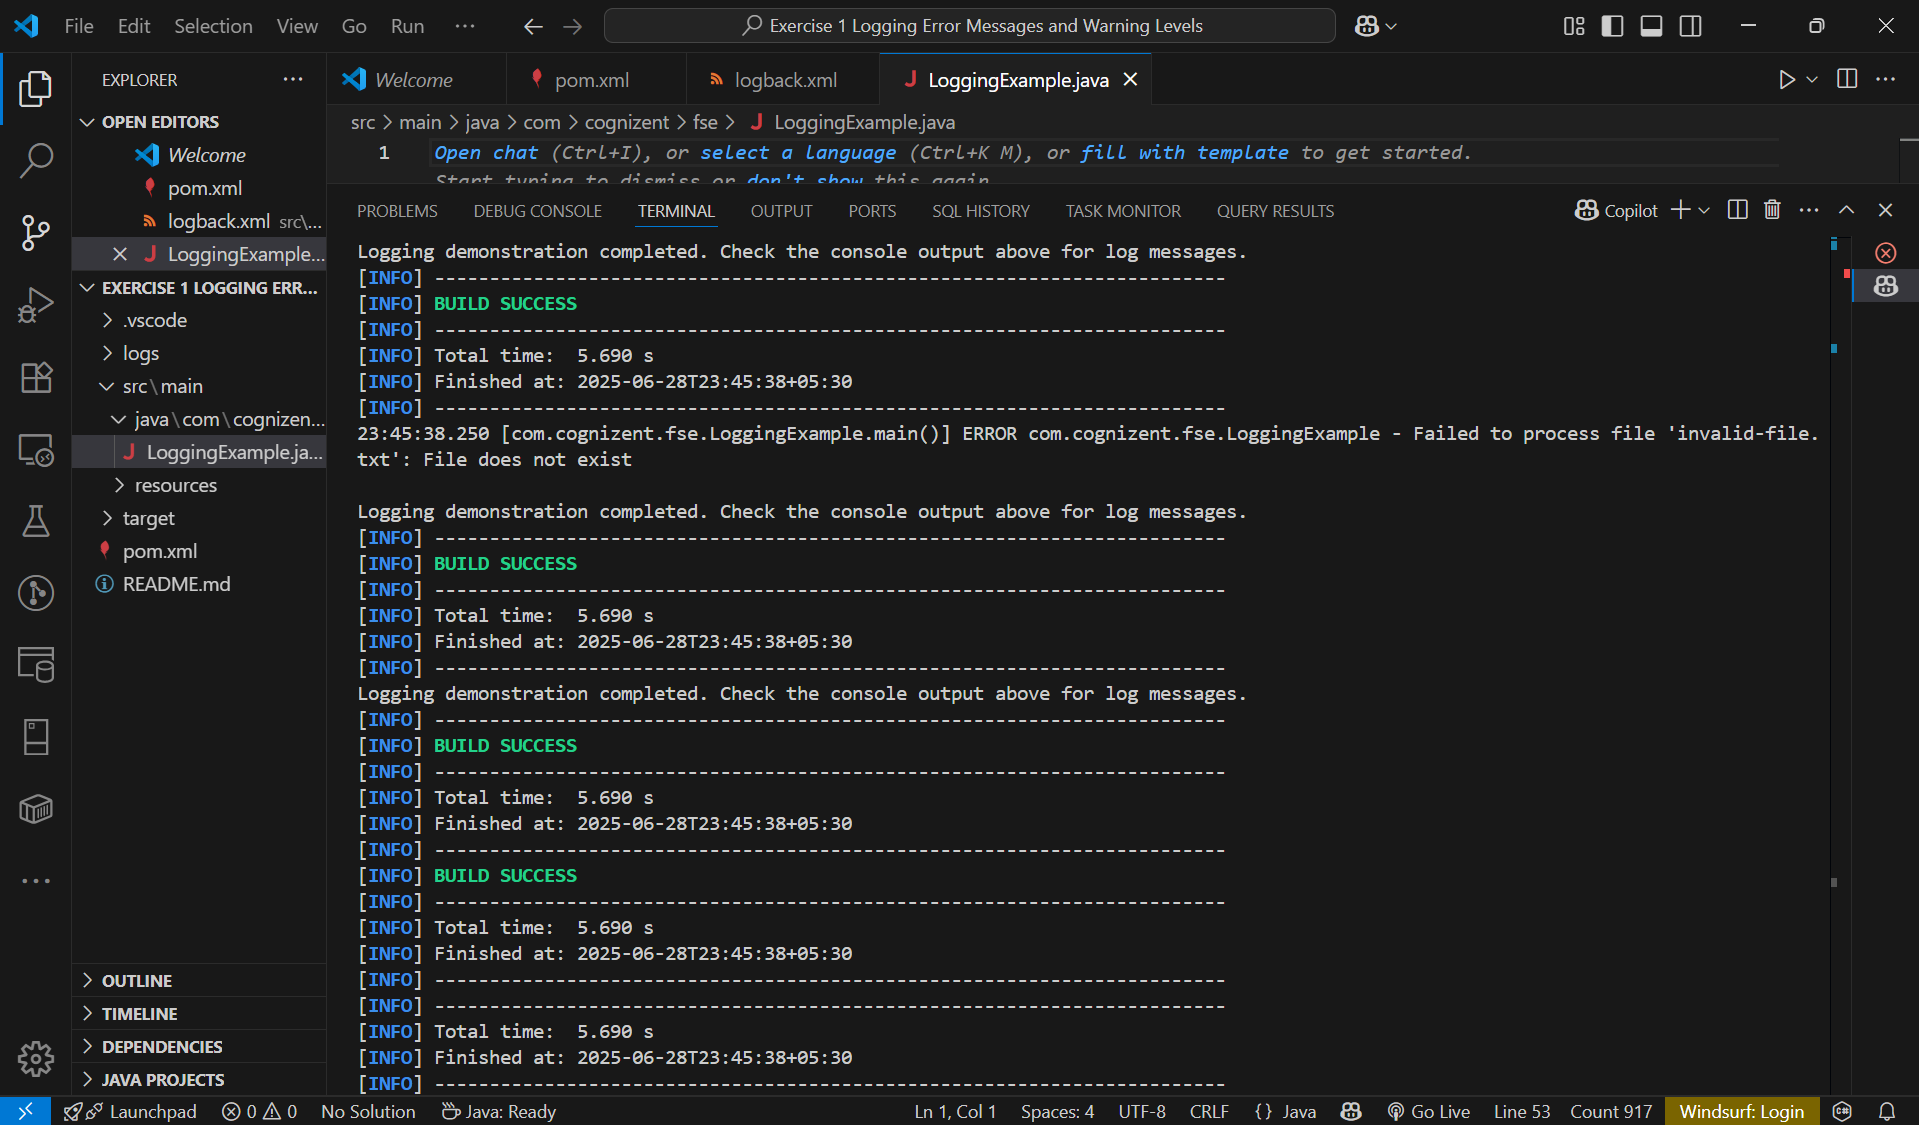 File Edit Selection View Go Run ··· Exercise 1 Logging Error Messages and Warning Levels
EXPLORER ···
OPEN EDITORS
Welcome
pom.xml
logback.xml src\...
LoggingExample...
EXERCISE 1 LOGGING ERR...
.vscode
logs
src\main
java\com\cognizen...
LoggingExample.ja...
resources
target
pom.xml
README.md
OUTLINE
TIMELINE
DEPENDENCIES
JAVA PROJECTS
Welcome pom.xml logback.xml LoggingExample.java
src > main > java > com > cognizent > fse > LoggingExample.java
1 Open chat (Ctrl+I), or select a language (Ctrl+K M), or fill with template to get started.
Start typing to dismiss or don't show this again.
PROBLEMS DEBUG CONSOLE TERMINAL OUTPUT PORTS SQL HISTORY TASK MONITOR QUERY RESULTS Copilot
Logging demonstration completed. Check the console output above for log messages.
[INFO] ------------------------------------------------------------------------
[INFO] BUILD SUCCESS
[INFO] ------------------------------------------------------------------------
[INFO] Total time:  5.690 s
[INFO] Finished at: 2025-06-28T23:45:38+05:30
[INFO] ------------------------------------------------------------------------
23:45:38.250 [com.cognizent.fse.LoggingExample.main()] ERROR com.cognizent.fse.LoggingExample - Failed to process file 'invalid-file.
txt': File does not exist
Logging demonstration completed. Check the console output above for log messages.
[INFO] ------------------------------------------------------------------------
[INFO] BUILD SUCCESS
[INFO] ------------------------------------------------------------------------
[INFO] Total time:  5.690 s
[INFO] Finished at: 2025-06-28T23:45:38+05:30
[INFO] ------------------------------------------------------------------------
Logging demonstration completed. Check the console output above for log messages.
[INFO] ------------------------------------------------------------------------
[INFO] BUILD SUCCESS
[INFO] ------------------------------------------------------------------------
[INFO] Total time:  5.690 s
[INFO] Finished at: 2025-06-28T23:45:38+05:30
[INFO] ------------------------------------------------------------------------
[INFO] BUILD SUCCESS
[INFO] ------------------------------------------------------------------------
[INFO] Total time:  5.690 s
[INFO] Finished at: 2025-06-28T23:45:38+05:30
[INFO] ------------------------------------------------------------------------
[INFO] ------------------------------------------------------------------------
[INFO] Total time:  5.690 s
[INFO] Finished at: 2025-06-28T23:45:38+05:30
[INFO] ------------------------------------------------------------------------
Launchpad 0 0 No Solution Java: Ready Ln 1, Col 1 Spaces: 4 UTF-8 CRLF {} Java Go Live Line 53 Count 917 Windsurf: Login